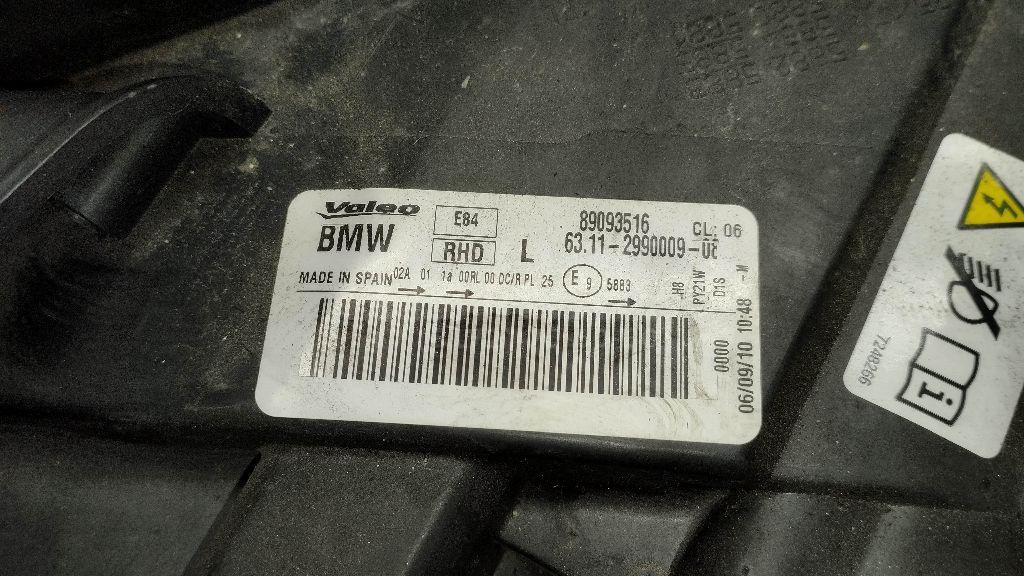 Valeo E84 89093516 CL: 06
BMW RHD L 63.11-2990009-
MADE IN SPAIN 02A 01 1a 00RL 00 DC/R PL 25 E 9 5883
H8
PY21W
D1S - M
0000
06/09/10 10:48
7248266
i